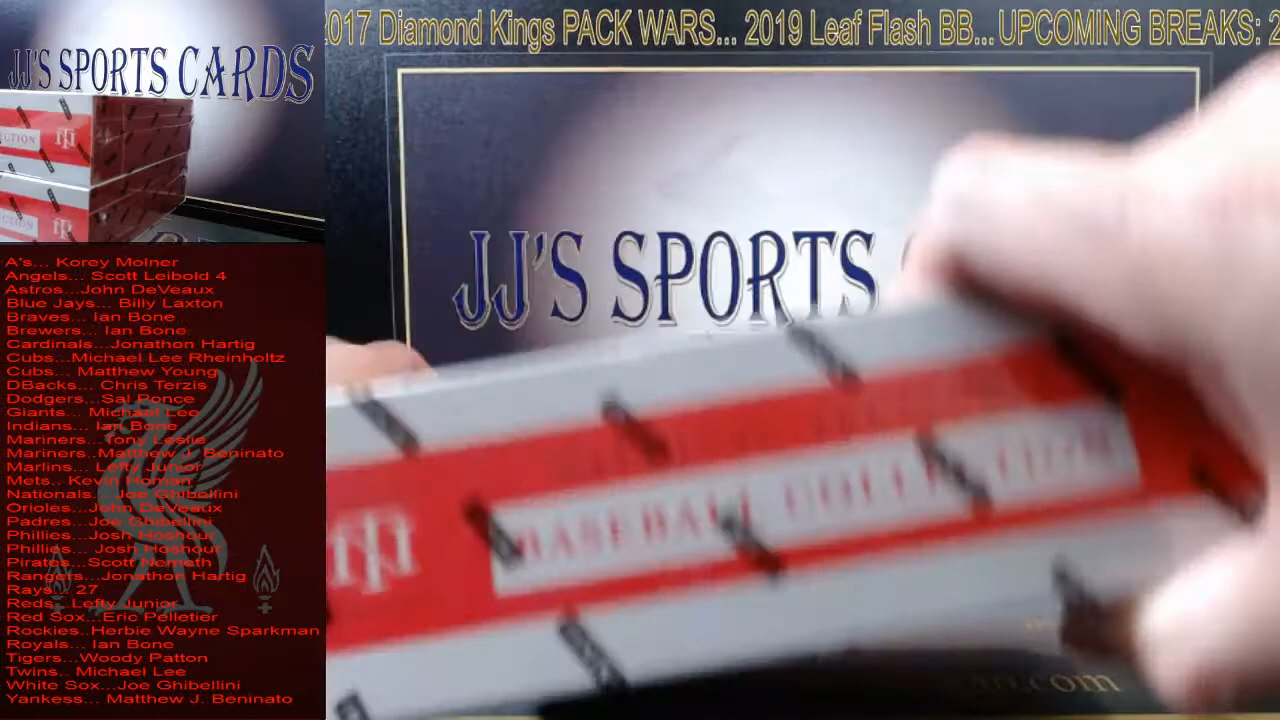 2017 Diamond Kings PACK WARS... 2019 Leaf Flash BB... UPCOMING BREAKS: 2
JJ'S SPORTS CARDS
JJ'S SPORTS
BASEBALL COLLECTION
A's... Korey Molner
Angels... Scott Leibold 4
Astros...John DeVeaux
Blue Jays... Billy Laxton
Braves... Ian Bone
Brewers... Ian Bone
Cardinals...Jonathon Hartig
Cubs...Michael Lee Rheinholtz
Cubs... Matthew Young
DBacks... Chris Terzis
Dodgers...Sal Ponce
Giants... Michael Lee
Indians... Ian Bone
Mariners...Tony Leslie
Mariners..Matthew J. Beninato
Marlins... Lefty Junior
Mets.. Kevin Homan
Nationals... Joe Ghibellini
Orioles...John DeVeaux
Padres...Joe Ghibellini
Phillies...Josh Hoshour
Phillies... Josh Hoshour
Pirates...Scott Nemeth
Rangers...Jonathon Hartig
Rays... 27
Reds...Lefty Junior
Red Sox...Eric Pelletier
Rockies..Herbie Wayne Sparkman
Royals... Ian Bone
Tigers...Woody Patton
Twins.. Michael Lee
White Sox...Joe Ghibellini
Yankess... Matthew J. Beninato